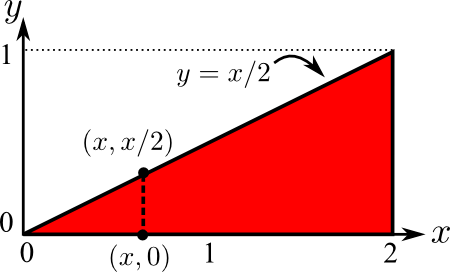 y
1
y = x/2
(x, x/2)
0
x
0
(x, 0)
1
2